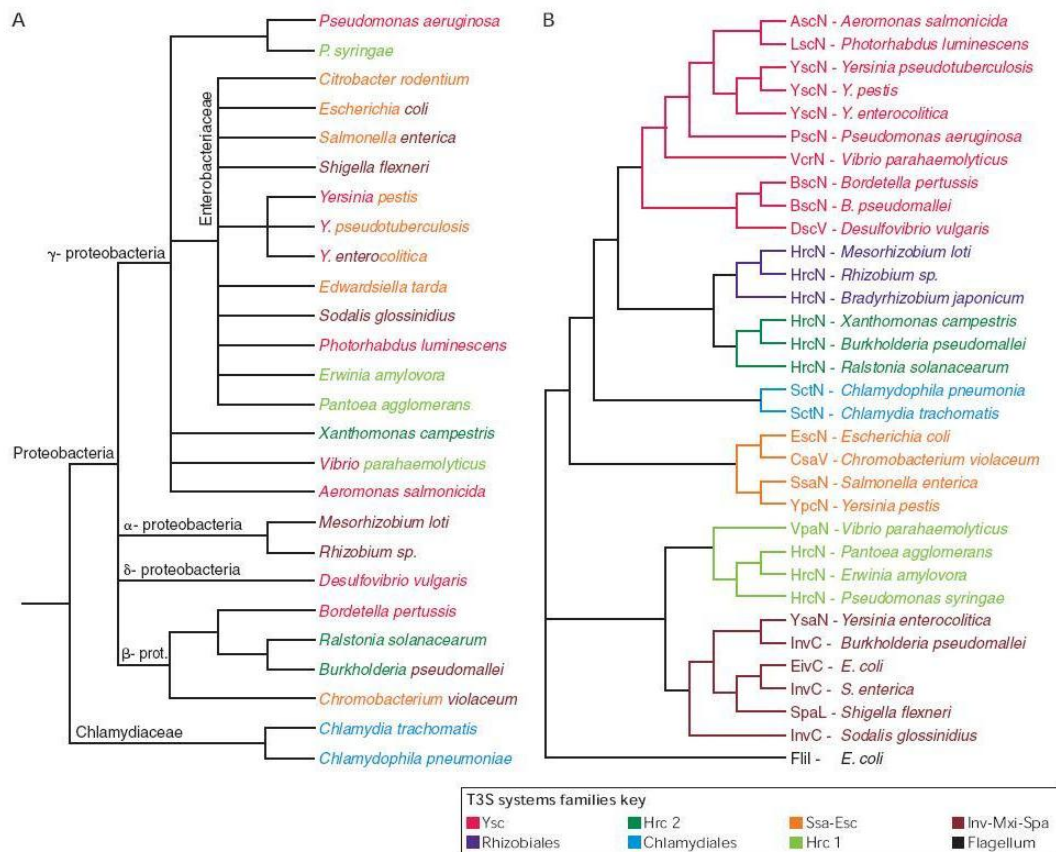 A
Pseudomonas aeruginosa
P. syringae
Citrobacter rodentium
Escherichia coli
Salmonella enterica
Shigella flexneri
Yersinia pestis
Y. pseudotuberculosis
Y. enterocolitica
Edwardsiella tarda
Sodalis glossinidius
Photorhabdus luminescens
Erwinia amylovora
Pantoea agglomerans
Xanthomonas campestris
Vibrio parahaemolyticus
Aeromonas salmonicida
Mesorhizobium loti
Rhizobium sp.
Desulfovibrio vulgaris
Bordetella pertussis
Ralstonia solanacearum
Burkholderia pseudomallei
Chromobacterium violaceum
Chlamydia trachomatis
Chlamydophila pneumoniae
Enterobacteriaceae
γ- proteobacteria
Proteobacteria
α- proteobacteria
δ- proteobacteria
β- prot.
Chlamydiaceae
B
AscN - Aeromonas salmonicida
LscN - Photorhabdus luminescens
YscN - Yersinia pseudotuberculosis
YscN - Y. pestis
YscN - Y. enterocolitica
PscN - Pseudomonas aeruginosa
VcrN - Vibrio parahaemolyticus
BscN - Bordetella pertussis
BscN - B. pseudomallei
DscV - Desulfovibrio vulgaris
HrcN - Mesorhizobium loti
HrcN - Rhizobium sp.
HrcN - Bradyrhizobium japonicum
HrcN - Xanthomonas campestris
HrcN - Burkholderia pseudomallei
HrcN - Ralstonia solanacearum
SctN - Chlamydophila pneumonia
SctN - Chlamydia trachomatis
EscN - Escherichia coli
CsaV - Chromobacterium violaceum
SsaN - Salmonella enterica
YpcN - Yersinia pestis
VpaN - Vibrio parahaemolyticus
HrcN - Pantoea agglomerans
HrcN - Erwinia amylovora
HrcN - Pseudomonas syringae
YsaN - Yersinia enterocolitica
InvC - Burkholderia pseudomallei
EivC - E. coli
InvC - S. enterica
SpaL - Shigella flexneri
InvC - Sodalis glossinidius
FliI - E. coli
T3S systems families key
Ysc
Hrc 2
Ssa-Esc
Inv-Mxi-Spa
Rhizobiales
Chlamydiales
Hrc 1
Flagellum